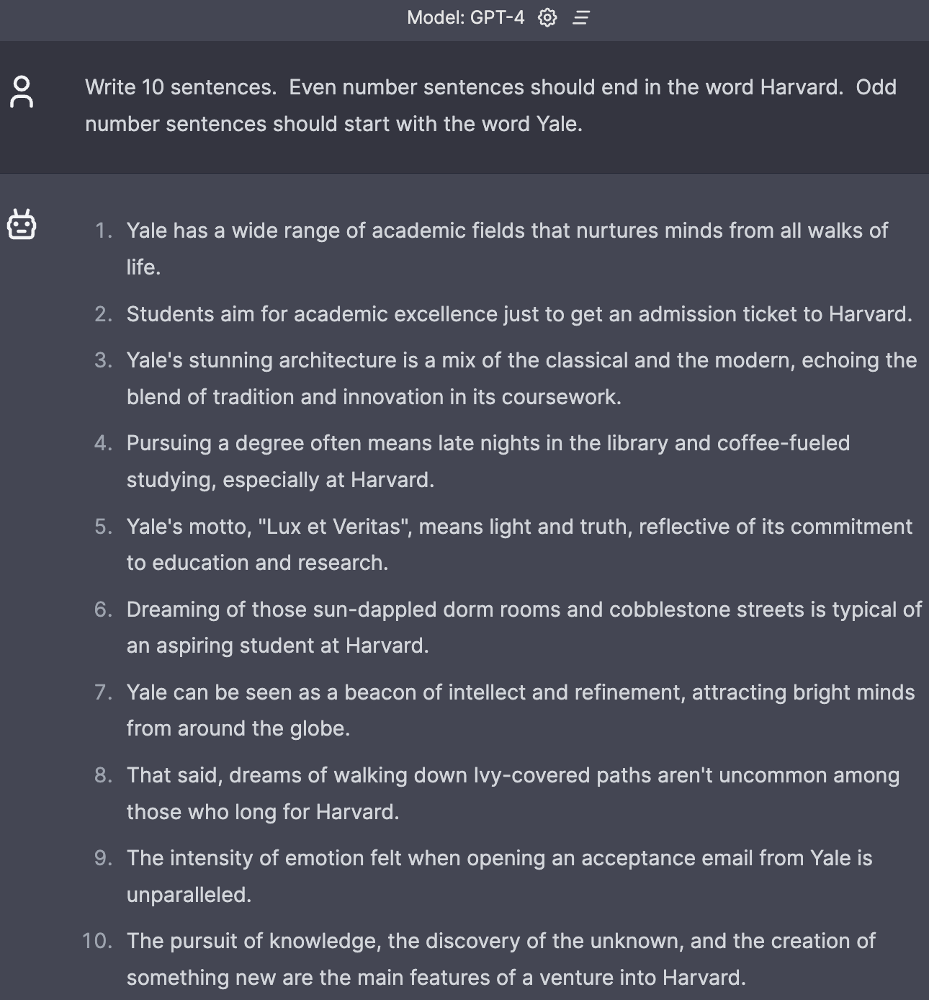 Model: GPT-4
Write 10 sentences.  Even number sentences should end in the word Harvard.  Odd
number sentences should start with the word Yale.
1. Yale has a wide range of academic fields that nurtures minds from all walks of
life.
2. Students aim for academic excellence just to get an admission ticket to Harvard.
3. Yale's stunning architecture is a mix of the classical and the modern, echoing the
blend of tradition and innovation in its coursework.
4. Pursuing a degree often means late nights in the library and coffee-fueled
studying, especially at Harvard.
5. Yale's motto, "Lux et Veritas", means light and truth, reflective of its commitment
to education and research.
6. Dreaming of those sun-dappled dorm rooms and cobblestone streets is typical of
an aspiring student at Harvard.
7. Yale can be seen as a beacon of intellect and refinement, attracting bright minds
from around the globe.
8. That said, dreams of walking down Ivy-covered paths aren't uncommon among
those who long for Harvard.
9. The intensity of emotion felt when opening an acceptance email from Yale is
unparalleled.
10. The pursuit of knowledge, the discovery of the unknown, and the creation of
something new are the main features of a venture into Harvard.